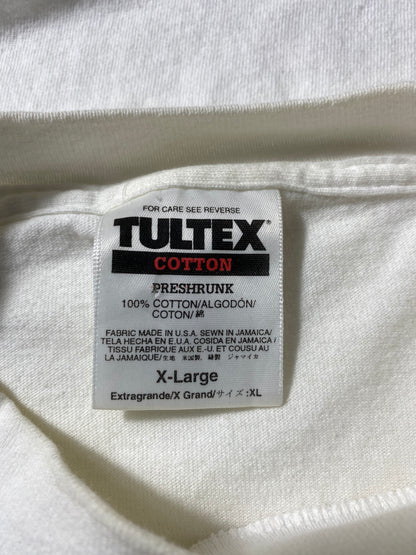 FOR CARE SEE REVERSE
TULTEX®
COTTON
PRESHRUNK
100% COTTON/ALGODÓN/
COTON/綿
FABRIC MADE IN U.S.A. SEWN IN JAMAICA/
TELA HECHA EN E.U.A. COSIDA EN JAMAICA/
TISSU FABRIQUE AUX E.-U. ET COUSU AU
LA JAMAIQUE/生地 米国製, 縫製 ジャマイカ
X-Large
Extragrande/X Grand/サイズ:XL